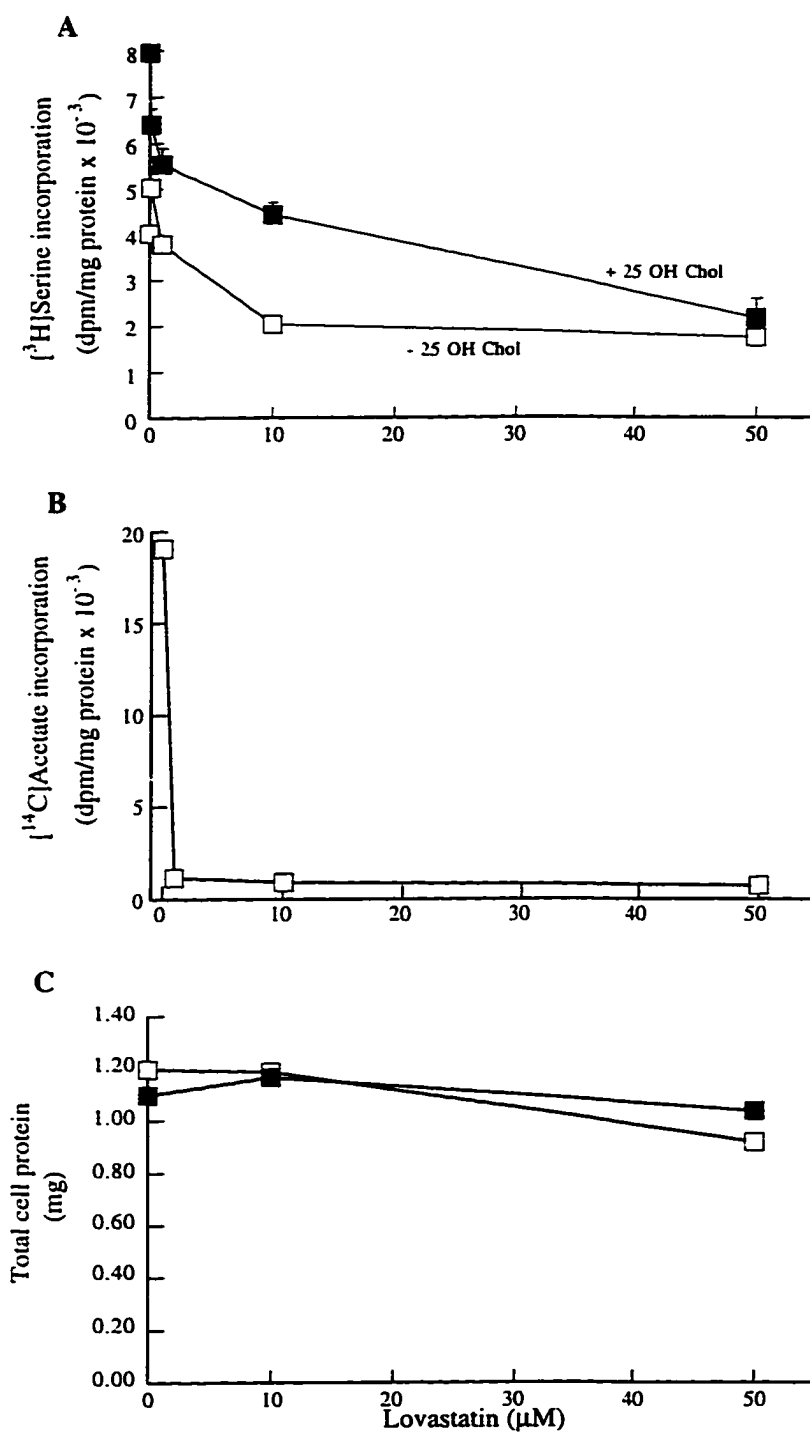 A
[³H]Serine incorporation
(dpm/mg protein x 10⁻³)
8
7
6
5
4
3
2
1
0
+ 25 OH Chol
- 25 OH Chol
0 10 20 30 40 50
B
[¹⁴C]Acetate incorporation
(dpm/mg protein x 10⁻³)
20
15
10
5
0
0 10 20 30 40 50
C
Total cell protein
(mg)
1.40
1.20
1.00
0.80
0.60
0.40
0.20
0.00
0 10 20 30 40 50
Lovastatin (µM)